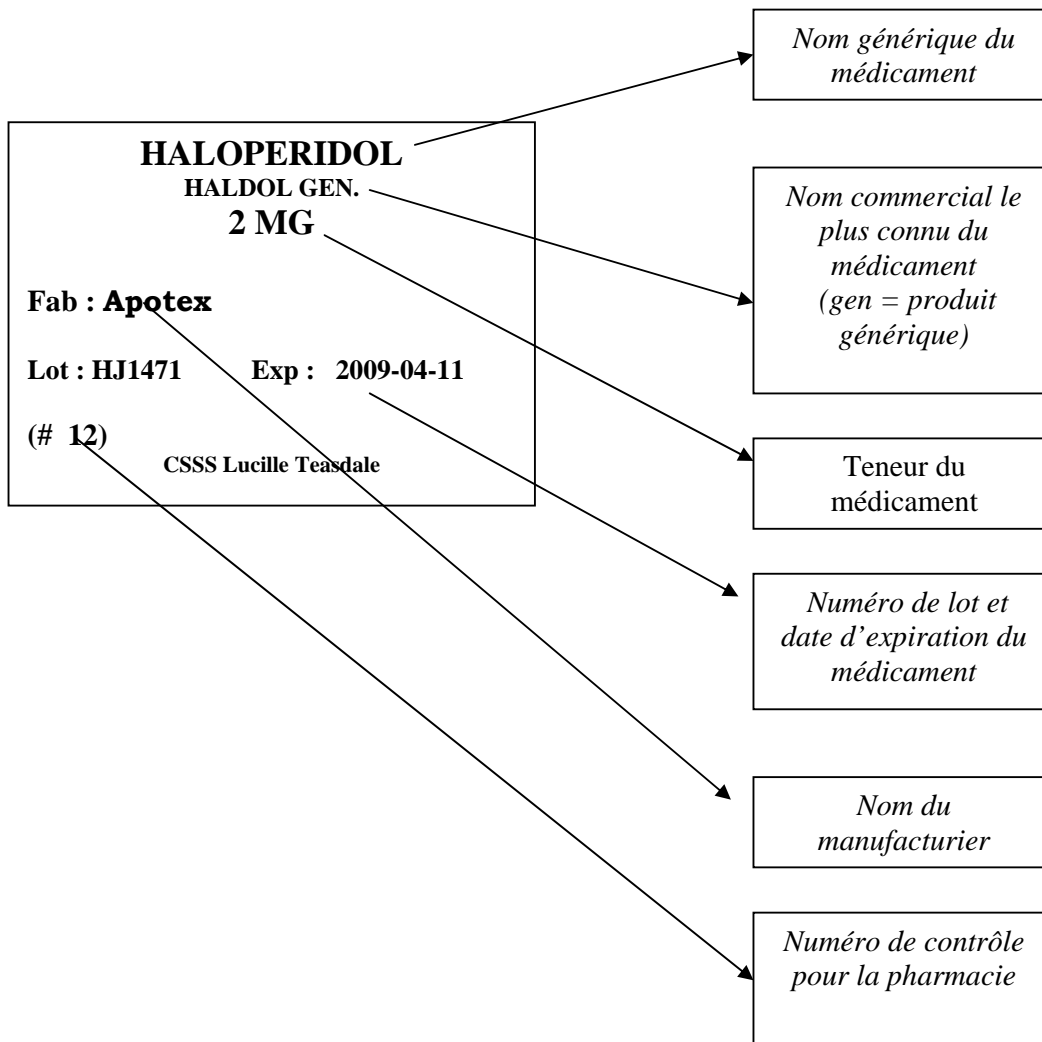 HALOPERIDOL
HALDOL GEN.
2 MG
Fab : Apotex
Lot : HJ1471 Exp : 2009-04-11
(# 12)
CSSS Lucille Teasdale
Nom générique du
médicament
Nom commercial le
plus connu du
médicament
(gen = produit
générique)
Teneur du
médicament
Numéro de lot et
date d’expiration du
médicament
Nom du
manufacturier
Numéro de contrôle
pour la pharmacie